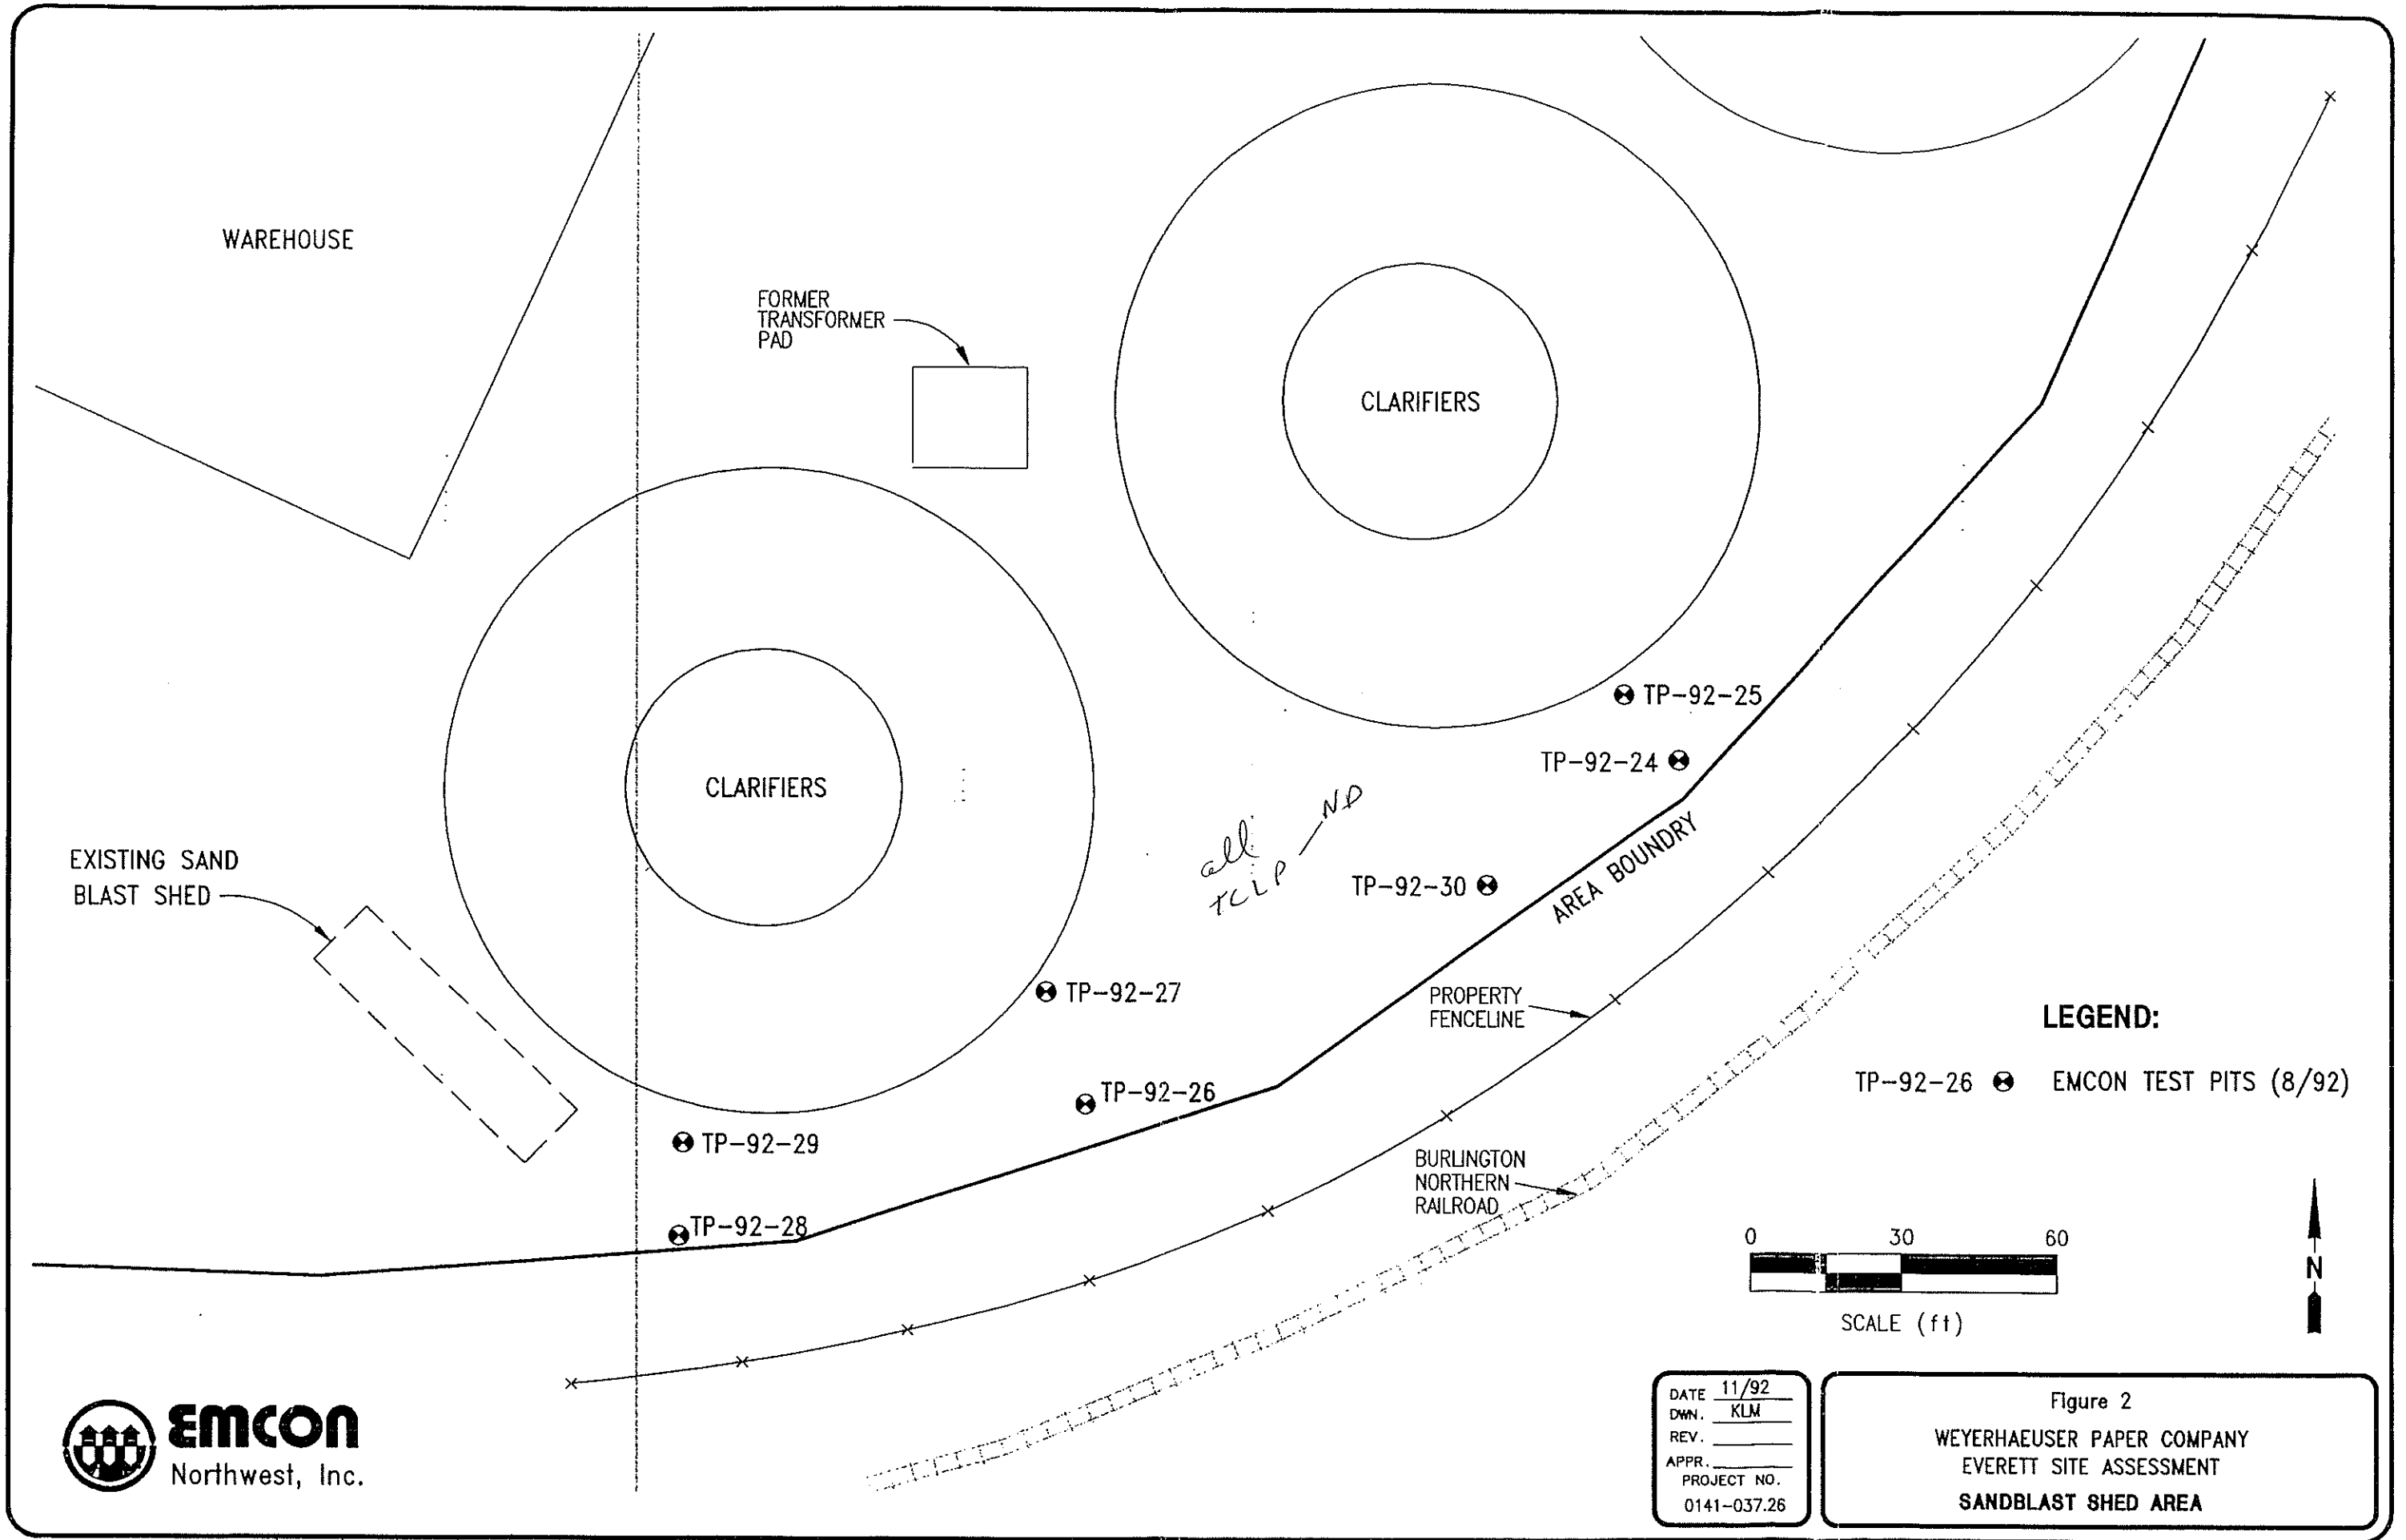 WAREHOUSE
FORMER
TRANSFORMER
PAD
CLARIFIERS
CLARIFIERS
TP-92-25
TP-92-24
all
TCLP — ND
TP-92-30
AREA BOUNDRY
EXISTING SAND
BLAST SHED
TP-92-27
PROPERTY
FENCELINE
LEGEND:
TP-92-26 EMCON TEST PITS (8/92)
TP-92-26
TP-92-29
BURLINGTON
NORTHERN
RAILROAD
TP-92-28
0 30 60
SCALE (ft)
N
EMCON
Northwest, Inc.
DATE 11/92
DWN. KLM
REV.
APPR.
PROJECT NO.
0141-037.26
Figure 2
WEYERHAEUSER PAPER COMPANY
EVERETT SITE ASSESSMENT
SANDBLAST SHED AREA